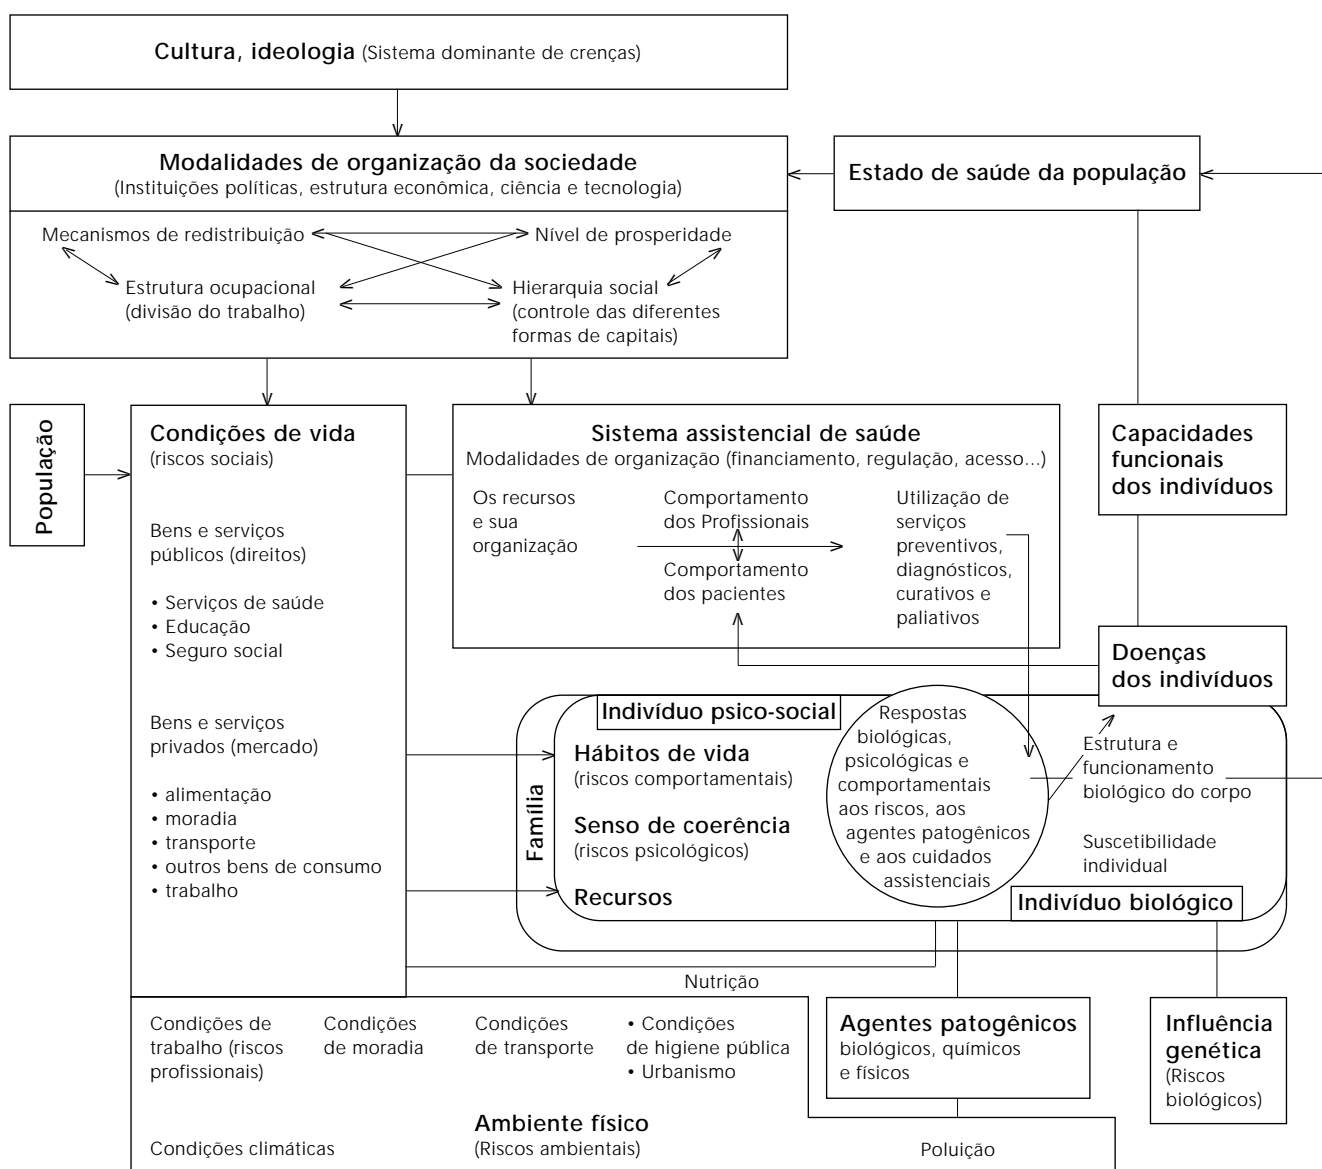 Cultura, ideologia (Sistema dominante de crenças)
Modalidades de organização da sociedade
(Instituições políticas, estrutura econômica, ciência e tecnologia)
Estado de saúde da população
Mecanismos de redistribuição
Nível de prosperidade
Estrutura ocupacional
(divisão do trabalho)
Hierarquia social
(controle das diferentes
formas de capitais)
População
Condições de vida
(riscos sociais)
Bens e serviços
públicos (direitos)
• Serviços de saúde
• Educação
• Seguro social
Bens e serviços
privados (mercado)
• alimentação
• moradia
• transporte
• outros bens de consumo
• trabalho
Sistema assistencial de saúde
Modalidades de organização (financiamento, regulação, acesso...)
Os recursos
e sua
organização
Comportamento
dos Profissionais
Comportamento
dos pacientes
Utilização de
serviços
preventivos,
diagnósticos,
curativos e
paliativos
Capacidades
funcionais
dos indivíduos
Doenças
dos indivíduos
Família
Indivíduo psico-social
Hábitos de vida
(riscos comportamentais)
Senso de coerência
(riscos psicológicos)
Recursos
Respostas
biológicas,
psicológicas e
comportamentais
aos riscos, aos
agentes patogênicos
e aos cuidados
assistenciais
Estrutura e
funcionamento
biológico do corpo
Suscetibilidade
individual
Indivíduo biológico
Nutrição
Condições de
trabalho (riscos
profissionais)
Condições
de moradia
Condições
de transporte
• Condições
de higiene pública
• Urbanismo
Agentes patogênicos
biológicos, químicos
e físicos
Influência
genética
(Riscos
biológicos)
Ambiente físico
(Riscos ambientais)
Condições climáticas
Poluição